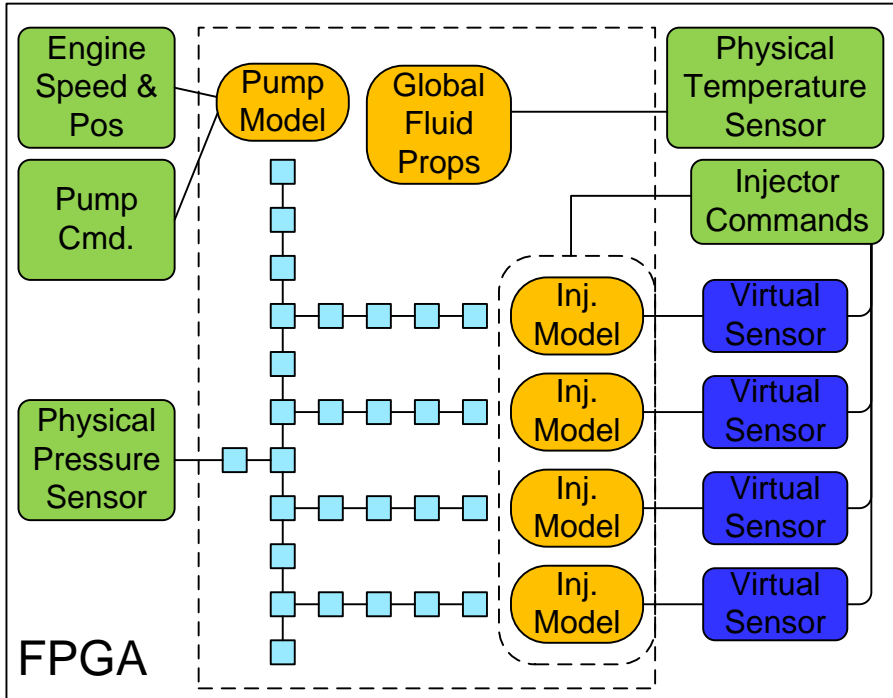 Engine
Speed &
Pos
Pump
Model
Global
Fluid
Props
Physical
Temperature
Sensor
Pump
Cmd.
Injector
Commands
Inj.
Model
Virtual
Sensor
Inj.
Model
Virtual
Sensor
Physical
Pressure
Sensor
Inj.
Model
Virtual
Sensor
Inj.
Model
Virtual
Sensor
FPGA